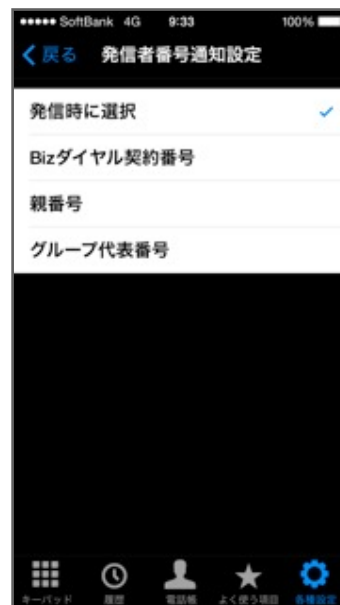 SoftBank 4G 9:33 100%
戻る 発信者番号通知設定
発信時に選択
Bizダイヤル契約番号
親番号
グループ代表番号
キーパッド 履歴 電話帳 よく使う項目 各種設定